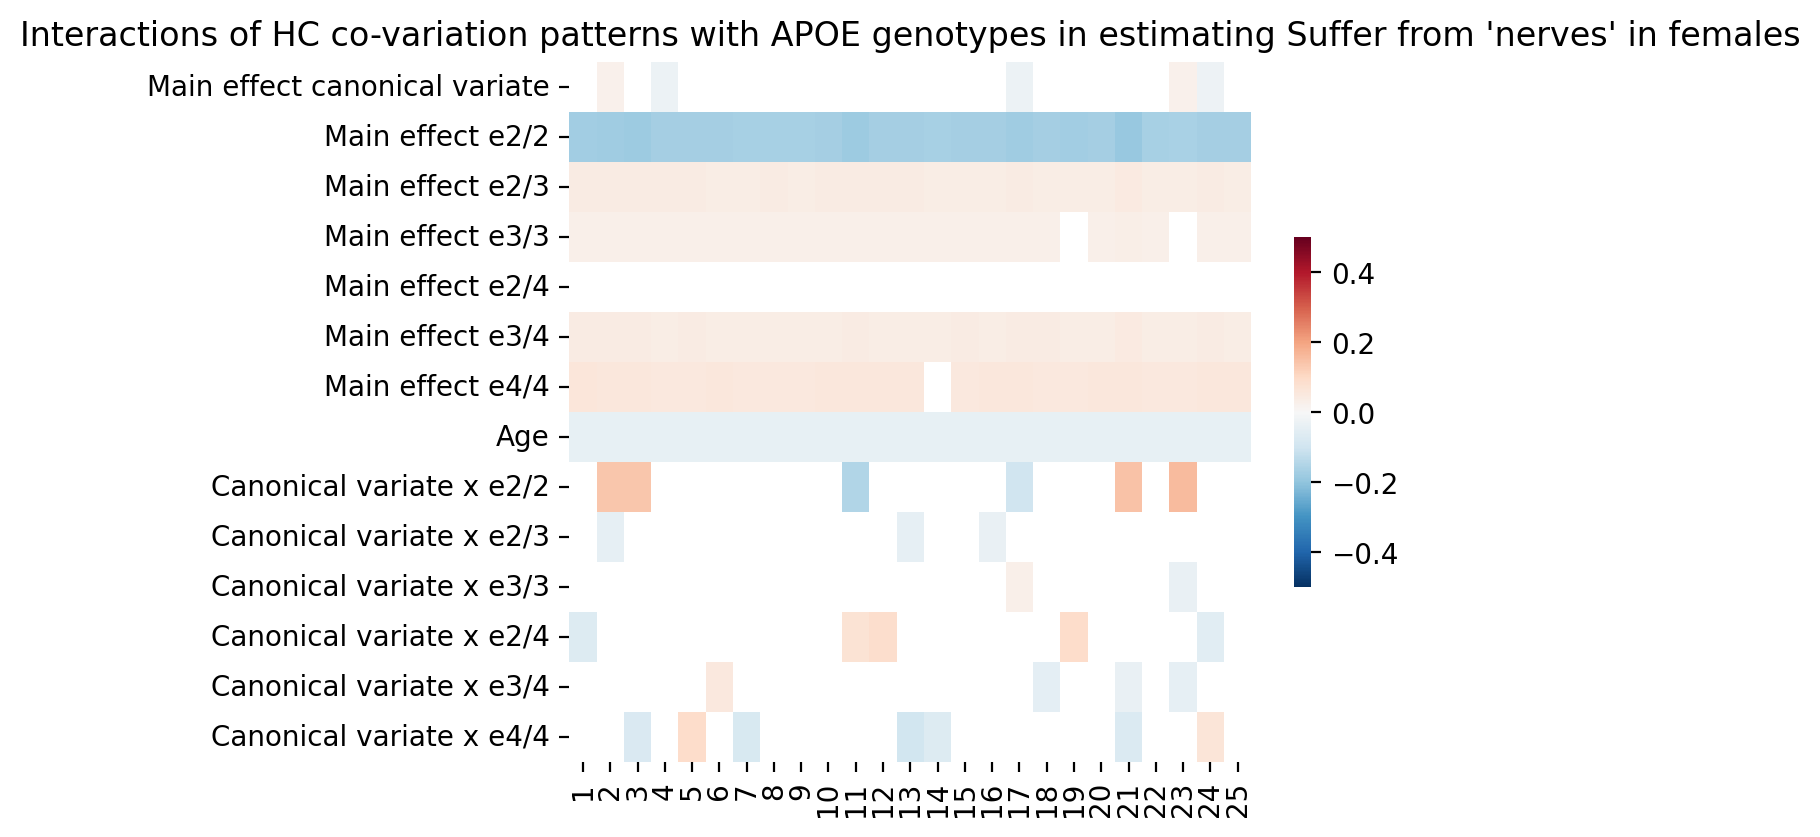 Interactions of HC co-variation patterns with APOE genotypes in estimating Suffer from 'nerves' in females
Main effect canonical variate
Main effect e2/2
Main effect e2/3
Main effect e3/3
Main effect e2/4
Main effect e3/4
Main effect e4/4
Age
Canonical variate x e2/2
Canonical variate x e2/3
Canonical variate x e3/3
Canonical variate x e2/4
Canonical variate x e3/4
Canonical variate x e4/4
1 2 3 4 5 6 7 8 9 10 11 12 13 14 15 16 17 18 19 20 21 22 23 24 25
0.4
0.2
0.0
−0.2
−0.4